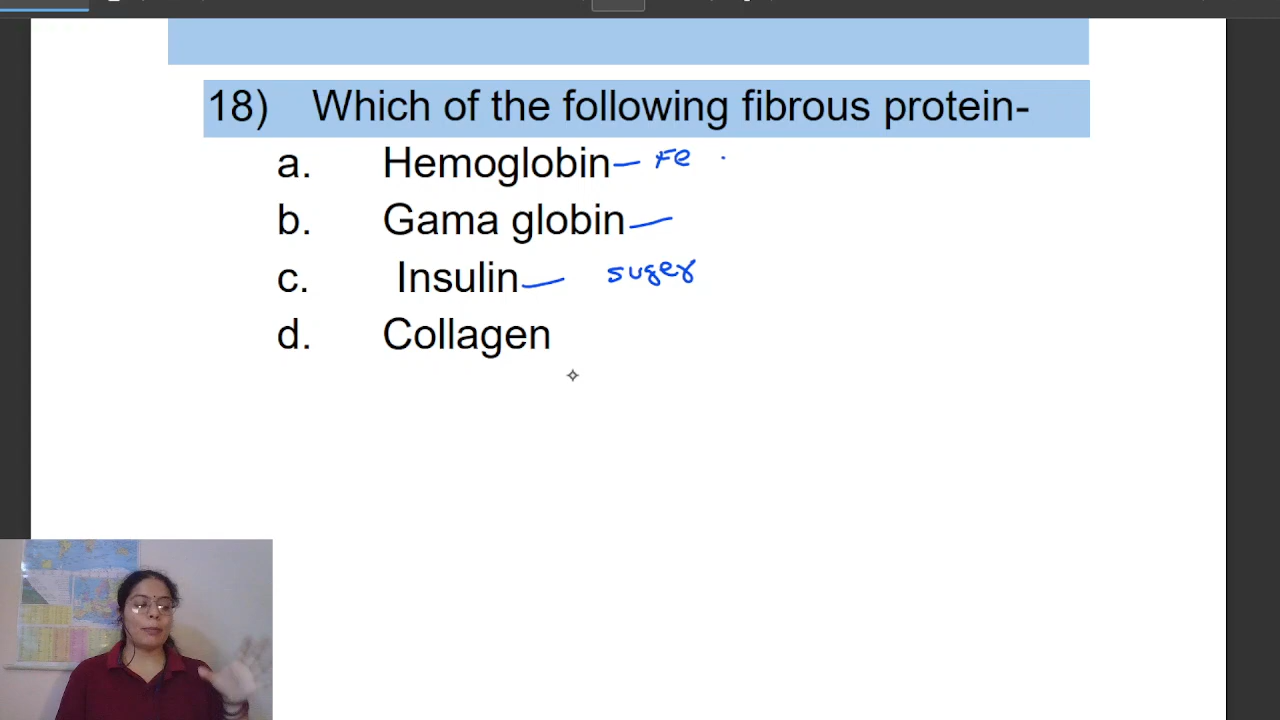 18) Which of the following fibrous protein-
a. Hemoglobin - Fe
b. Gama globin -
c. Insulin - suger
d. Collagen